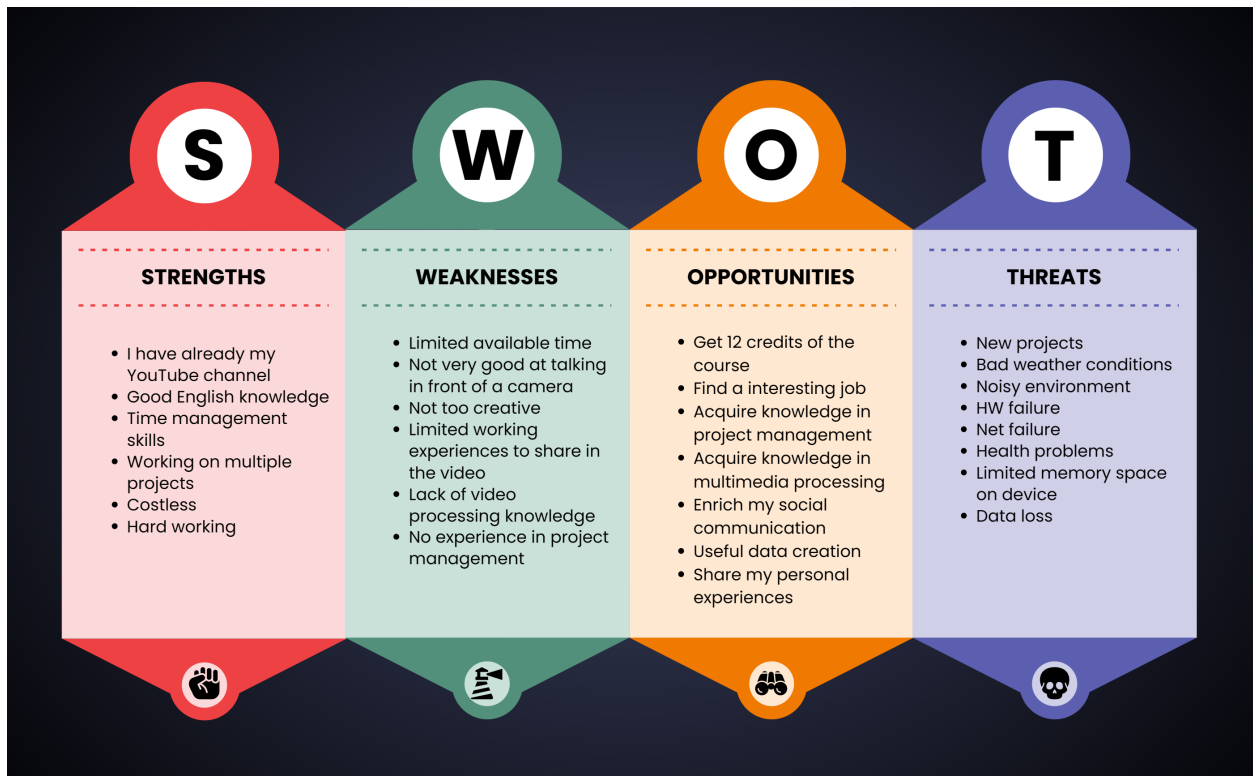 S
STRENGTHS
• I have already my
YouTube channel
• Good English knowledge
• Time management
skills
• Working on multiple
projects
• Costless
• Hard working
W
WEAKNESSES
• Limited available time
• Not very good at talking
in front of a camera
• Not too creative
• Limited working
experiences to share in
the video
• Lack of video
processing knowledge
• No experience in project
management
O
OPPORTUNITIES
• Get 12 credits of the
course
• Find a interesting job
• Acquire knowledge in
project management
• Acquire knowledge in
multimedia processing
• Enrich my social
communication
• Useful data creation
• Share my personal
experiences
T
THREATS
• New projects
• Bad weather conditions
• Noisy environment
• HW failure
• Net failure
• Health problems
• Limited memory space
on device
• Data loss